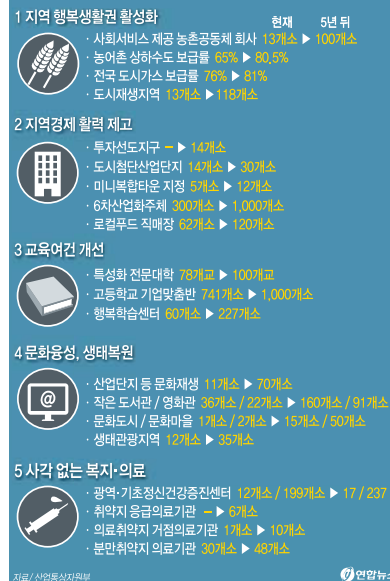 1 지역 행복생활권 활성화
현재 5년 뒤
· 사회서비스 제공 농촌공동체 회사 13개소 ▶ 100개소
· 농어촌 상하수도 보급률 65% ▶ 80.5%
· 전국 도시가스 보급률 76% ▶ 81%
· 도시재생지역 13개소 ▶ 118개소
2 지역경제 활력 제고
· 투자선도지구 – ▶ 14개소
· 도시첨단산업단지 14개소 ▶ 30개소
· 미니복합타운 지정 5개소 ▶ 12개소
· 6차산업화주체 300개소 ▶ 1,000개소
· 로컬푸드 직매장 62개소 ▶ 120개소
3 교육여건 개선
· 특성화 전문대학 78개교 ▶ 100개교
· 고등학교 기업맞춤반 741개소 ▶ 1,000개소
· 행복학습센터 60개소 ▶ 227개소
4 문화융성, 생태복원
@
· 산업단지 등 문화재생 11개소 ▶ 70개소
· 작은 도서관 / 영화관 36개소 / 22개소 ▶ 160개소 / 91개소
· 문화도시 / 문화마을 1개소 / 2개소 ▶ 15개소 / 50개소
· 생태관광지역 12개소 ▶ 35개소
5 사각 없는 복지·의료
· 광역·기초정신건강증진센터 12개소 / 199개소 ▶ 17 / 237
· 취약지 응급의료기관 – ▶ 6개소
· 의료취약지 거점의료기관 1개소 ▶ 10개소
· 분만취약지 의료기관 30개소 ▶ 48개소
자료/ 산업통상자원부
연합뉴스